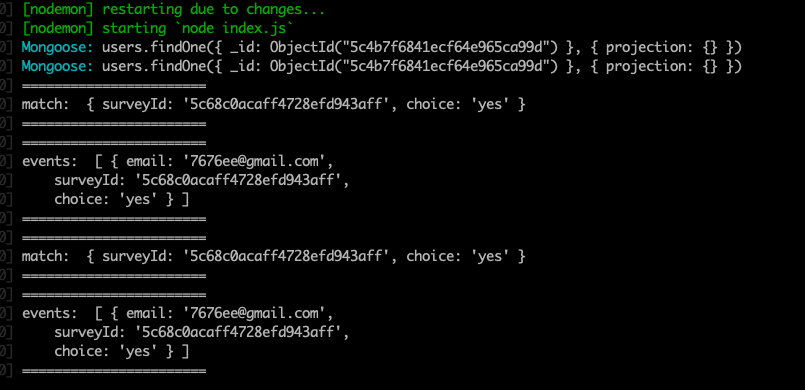 0] [nodemon] restarting due to changes...
0] [nodemon] starting `node index.js`
0] Mongoose: users.findOne({ _id: ObjectId("5c4b7f6841ecf64e965ca99d") }, { projection: {} })
0] Mongoose: users.findOne({ _id: ObjectId("5c4b7f6841ecf64e965ca99d") }, { projection: {} })
0] =======================
0] match:  { surveyId: '5c68c0acaff4728efd943aff', choice: 'yes' }
0] =======================
0] =======================
0] events:  [ { email: '7676ee@gmail.com',
0]     surveyId: '5c68c0acaff4728efd943aff',
0]     choice: 'yes' } ]
0] =======================
0] =======================
0] match:  { surveyId: '5c68c0acaff4728efd943aff', choice: 'yes' }
0] =======================
0] =======================
0] events:  [ { email: '7676ee@gmail.com',
0]     surveyId: '5c68c0acaff4728efd943aff',
0]     choice: 'yes' } ]
0] =======================